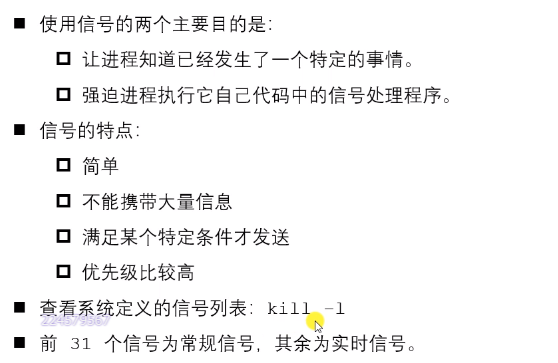 ■ 使用信号的两个主要目的是:
□ 让进程知道已经发生了一个特定的事情。
□ 强迫进程执行它自己代码中的信号处理程序。
■ 信号的特点:
□ 简单
□ 不能携带大量信息
□ 满足某个特定条件才发送
□ 优先级比较高
■ 查看系统定义的信号列表: kill -l
■ 前 31 个信号为常规信号, 其余为实时信号。